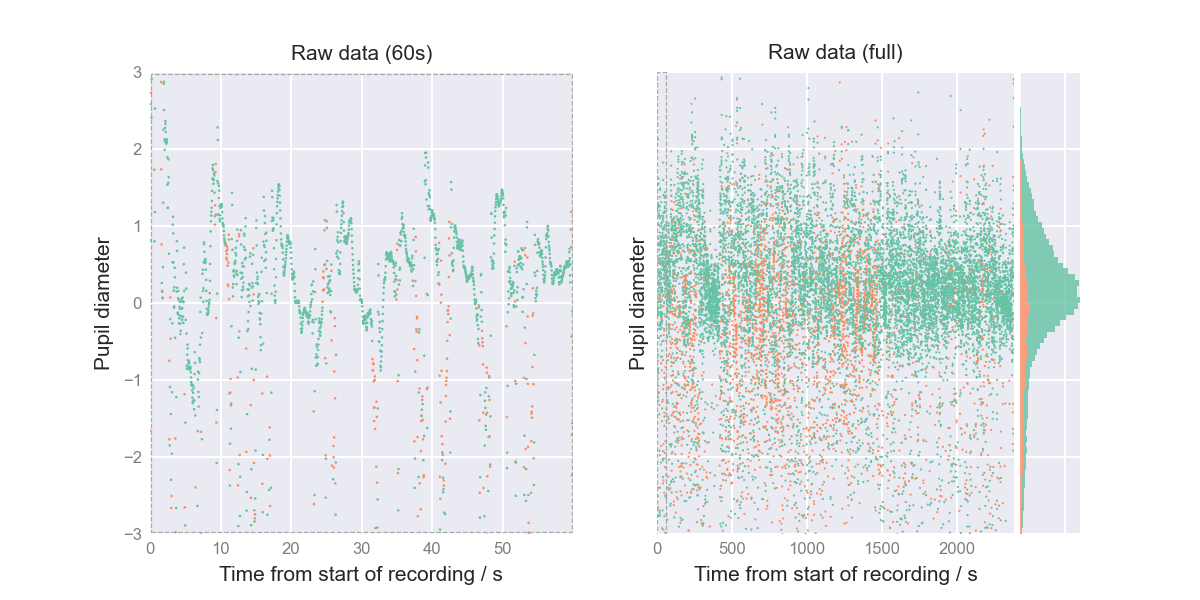 Raw data (60s)
3
2
1
0
−1
−2
−3
Pupil diameter
0 10 20 30 40 50
Time from start of recording / s
Raw data (full)
Pupil diameter
0 500 1000 1500 2000
Time from start of recording / s